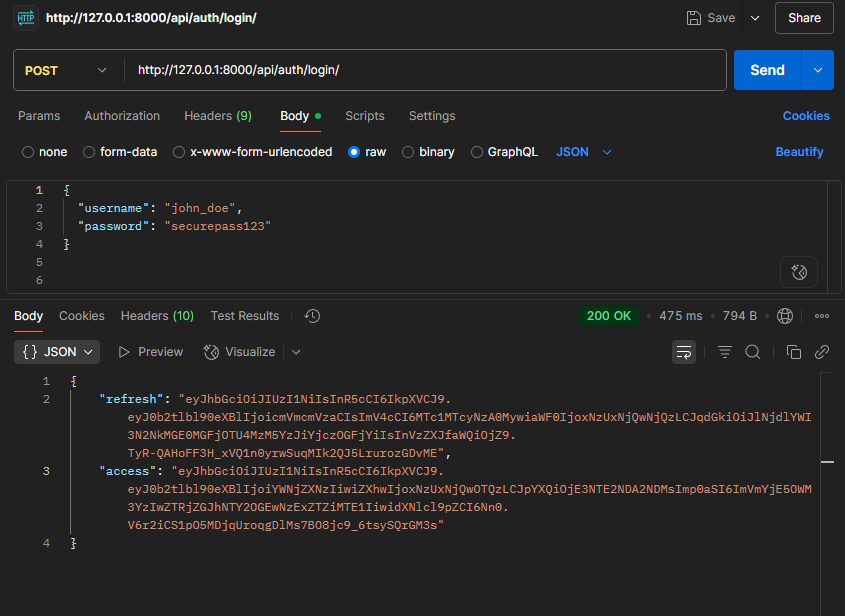 HTTP http://127.0.0.1:8000/api/auth/login/ Save Share
POST http://127.0.0.1:8000/api/auth/login/ Send
Params Authorization Headers (9) Body Scripts Settings Cookies
none form-data x-www-form-urlencoded raw binary GraphQL JSON Beautify
1 {
2 "username": "john_doe",
3 "password": "securepass123"
4 }
5
6
Body Cookies Headers (10) Test Results 200 OK 475 ms 794 B
{} JSON Preview Visualize
1 {
2 "refresh": "eyJhbGciOiJIUzI1NiIsInR5cCI6IkpXVCJ9.
eyJ0b2tlbl90eXBlIjoicmVmcmVzaCIsImV4cCI6MTc1MTcyNzA0MywiaWF0IjoxNzUxNjQwNjQzLCJqdGkiOiJlNjdlYWI
3N2NkMGE0MGFjOTU4MzM5YzJiYjczOGFjYiIsInVzZXJfaWQiOjZ9.
TyR-QAHoFF3H_xVQ1n0yrwSuqMIk2QJ5LrurozGDvME",
3 "access": "eyJhbGciOiJIUzI1NiIsInR5cCI6IkpXVCJ9.
eyJ0b2tlbl90eXBlIjoiYWNjZXNzIiwiZXhwIjoxNzUxNjQwOTQzLCJpYXQiOjE3NTE2NDA2NDMsImp0aSI6ImVmYjE5OWM
3YzIwZTRjZGJhNTY2OGEwNzExZTZiMTE1IiwidXNlcl9pZCI6Nn0.
V6r2iCS1pO5MDjqUroqgDlMs7BO8jc9_6tsySQrGM3s"
4 }